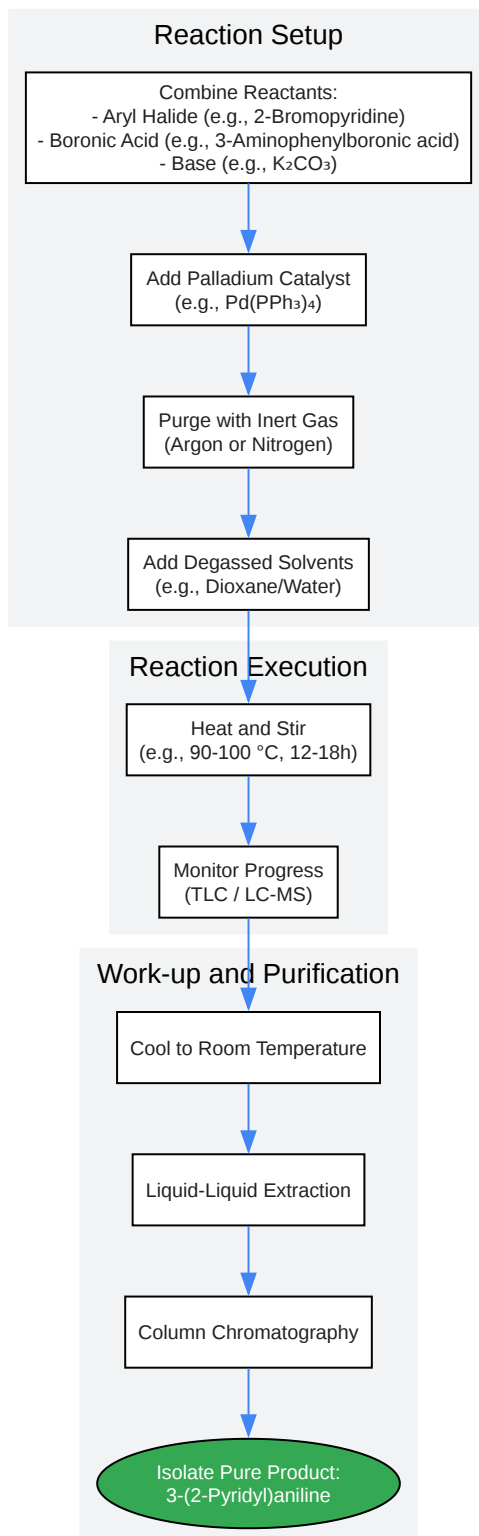 Reaction Setup
Combine Reactants:
- Aryl Halide (e.g., 2-Bromopyridine)
- Boronic Acid (e.g., 3-Aminophenylboronic acid)
- Base (e.g., K₂CO₃)
Add Palladium Catalyst
(e.g., Pd(PPh₃)₄)
Purge with Inert Gas
(Argon or Nitrogen)
Add Degassed Solvents
(e.g., Dioxane/Water)
Reaction Execution
Heat and Stir
(e.g., 90-100 °C, 12-18h)
Monitor Progress
(TLC / LC-MS)
Work-up and Purification
Cool to Room Temperature
Liquid-Liquid Extraction
Column Chromatography
Isolate Pure Product:
3-(2-Pyridyl)aniline